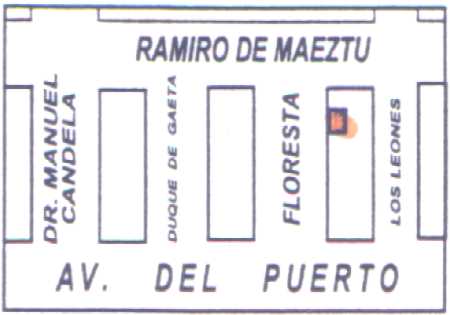 RAMIRO DE MAEZTU
DR. MANUEL
CANDELA
DUQUE DE GAETA
FLORESTA
LOS LEONES
AV. DEL PUERTO